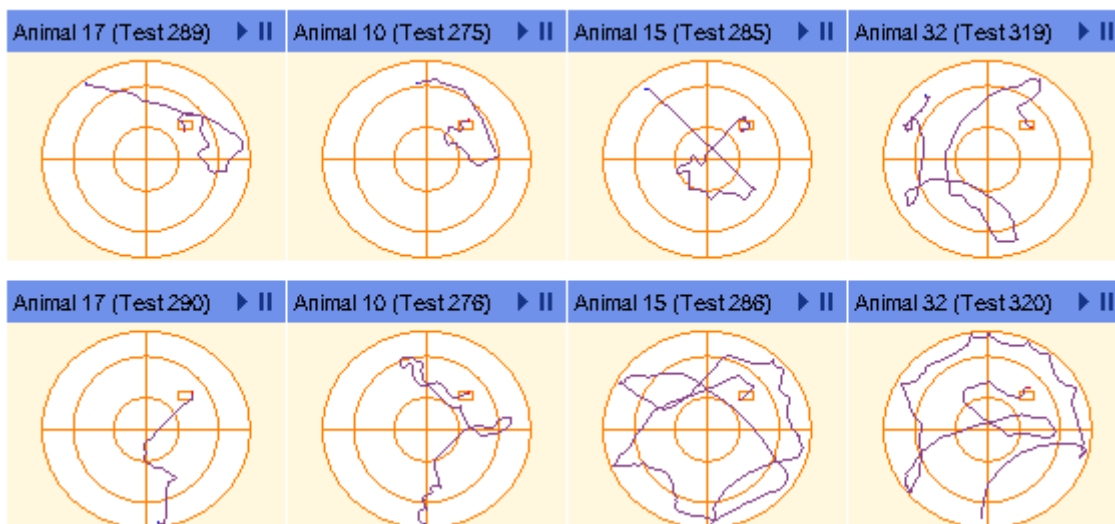 Animal 17 (Test 289)
Animal 10 (Test 275)
Animal 15 (Test 285)
Animal 32 (Test 319)
Animal 17 (Test 290)
Animal 10 (Test 276)
Animal 15 (Test 286)
Animal 32 (Test 320)